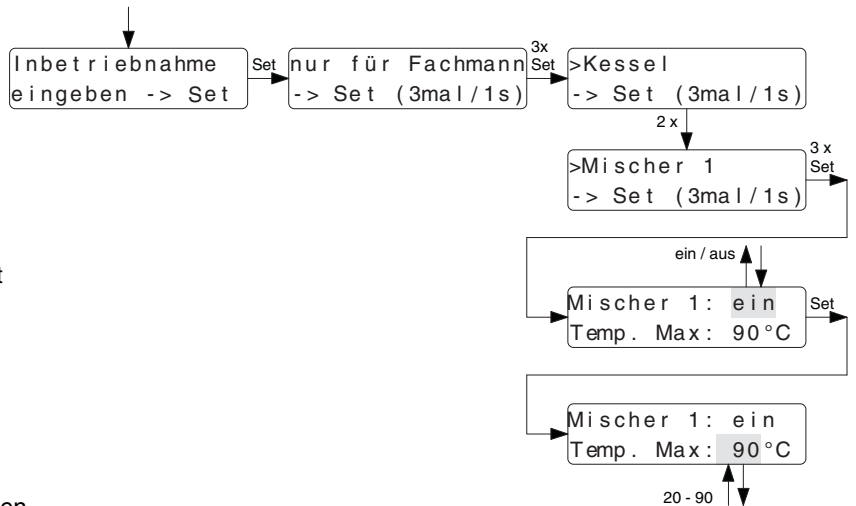 Inbetriebnahme
eingeben -> Set
Set
nur für Fachmann
-> Set (3mal/1s)
3x
Set
>Kessel
-> Set (3mal/1s)
2 x
>Mischer 1
-> Set (3mal/1s)
3 x
Set
t
ein / aus
Mischer 1: ein
Temp. Max: 90°C
Set
Mischer 1: ein
Temp. Max: 90°C
en
20 - 90